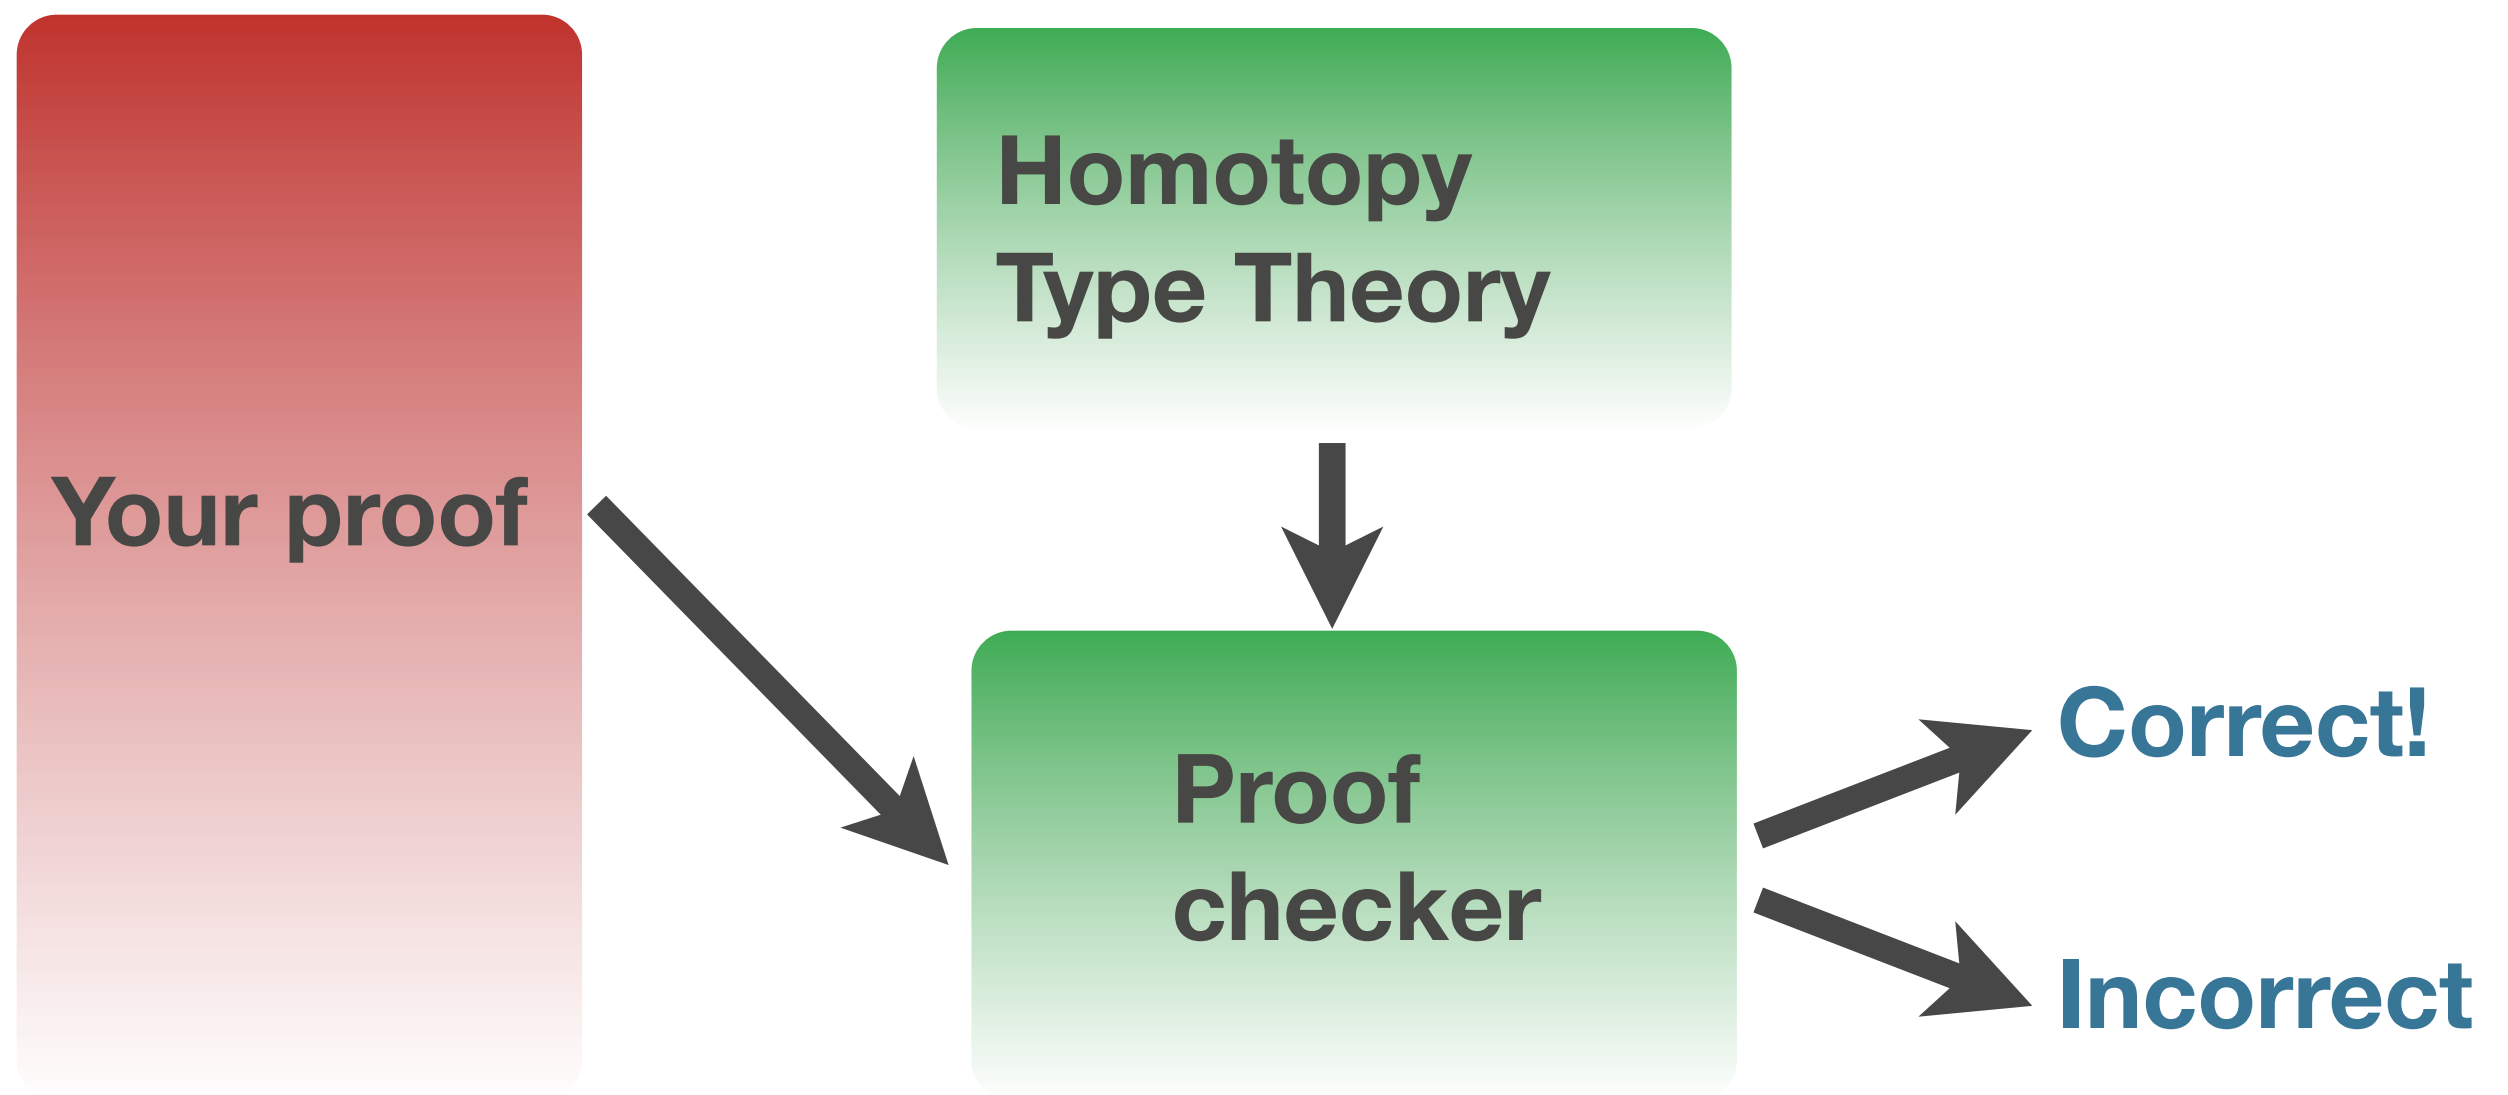 Your proof
Homotopy
Type Theory
Proof
checker
Correct!
Incorrect